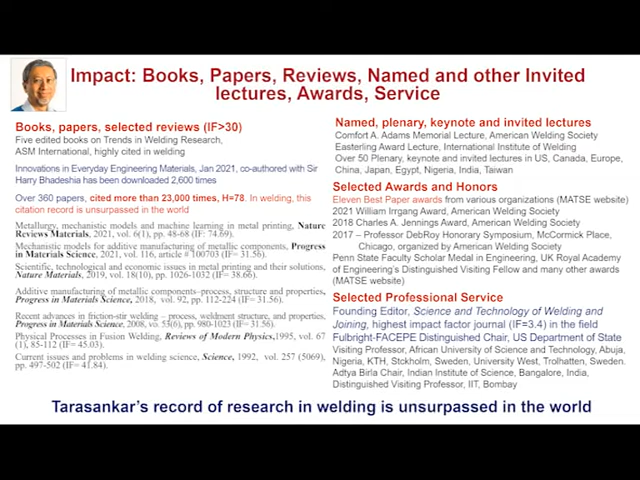 Impact: Books, Papers, Reviews, Named and other Invited
lectures, Awards, Service
Books, papers, selected reviews (IF>30)
Five edited books on Trends in Welding Research,
ASM International, highly cited in welding
Innovations in Everyday Engineering Materials, Jan 2021, co-authored with Sir
Harry Bhadeshia has been downloaded 2,600 times
Over 360 papers, cited more than 23,000 times, H=78. In welding, this
citation record is unsurpassed in the world
Metallurgy, mechanistic models and machine learning in metal printing, Nature
Reviews Materials, 2021, vol. 6(1), pp. 48-68 (IF: 74.69).
Mechanistic models for additive manufacturing of metallic components, Progress
in Materials Science, 2021, vol. 116, article # 100703 (IF= 31.56).
Scientific, technological and economic issues in metal printing and their solutions,
Nature Materials, 2019, vol. 18(10), pp. 1026-1032 (IF= 38.66).
Additive manufacturing of metallic components–process, structure and properties,
Progress in Materials Science, 2018, vol. 92, pp. 112-224 (IF= 31.56).
Recent advances in friction-stir welding – process, weldment structure, and properties,
Progress in Materials Science, 2008, vo. 53(6), pp. 980-1023 (IF= 31.56).
Physical Processes in Fusion Welding, Reviews of Modern Physics,1995, vol. 67
(1), 85-112 (IF= 45.03).
Current issues and problems in welding science, Science, 1992, vol. 257 (5069),
pp. 497-502 (IF= 41.84).
Named, plenary, keynote and invited lectures
Comfort A. Adams Memorial Lecture, American Welding Society
Easterling Award Lecture, International Institute of Welding
Over 50 Plenary, keynote and invited lectures in US, Canada, Europe,
China, Japan, Egypt, Nigeria, India, Taiwan
Selected Awards and Honors
Eleven Best Paper awards from various organizations (MATSE website)
2021 William Irrgang Award, American Welding Society
2018 Charles A. Jennings Award, American Welding Society
2017 – Professor DebRoy Honorary Symposium, McCormick Place,
Chicago, organized by American Welding Society
Penn State Faculty Scholar Medal in Engineering, UK Royal Academy
of Engineering's Distinguished Visiting Fellow and many other awards
(MATSE website)
Selected Professional Service
Founding Editor, Science and Technology of Welding and
Joining, highest impact factor journal (IF=3.4) in the field
Fulbright-FACEPE Distinguished Chair, US Department of State
Visiting Professor, African University of Science and Technology, Abuja,
Nigeria, KTH, Stckholm, Sweden, University West, Trolhatten, Sweden.
Adtya Birla Chair, Indian Institute of Science, Bangalore, India,
Distinguished Visiting Professor, IIT, Bombay
Tarasankar's record of research in welding is unsurpassed in the world